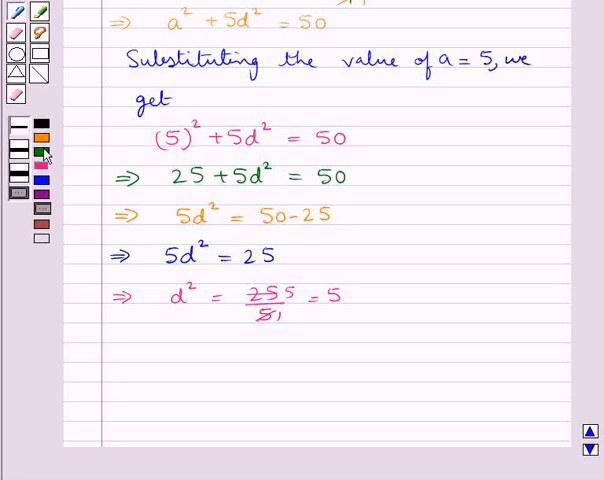 ⇒ a² + 5d² = 50
Substituting the value of a = 5, we
get
(5)² + 5d² = 50
⇒ 25 + 5d² = 50
⇒ 5d² = 50 - 25
⇒ 5d² = 25
⇒ d² = 25 5 / 5 1 = 5